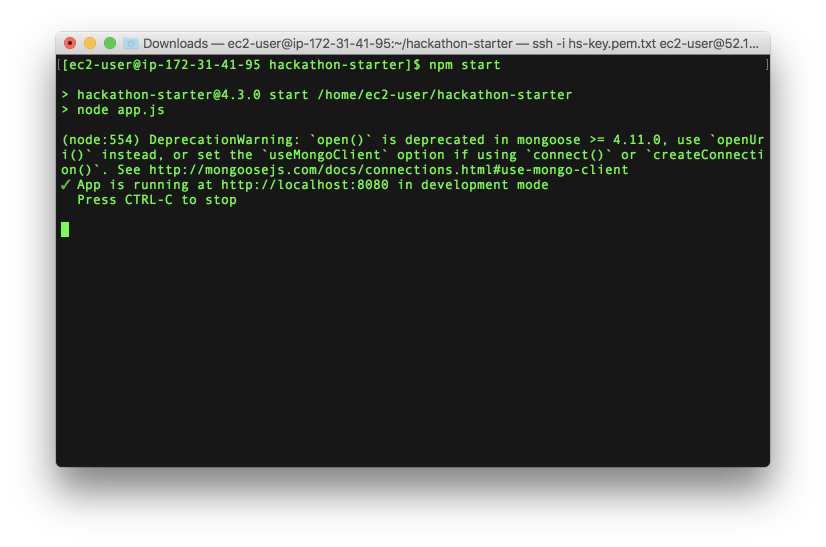 Downloads — ec2-user@ip-172-31-41-95:~/hackathon-starter — ssh -i hs-key.pem.txt ec2-user@52.1...
[[ec2-user@ip-172-31-41-95 hackathon-starter]$ npm start ]
> hackathon-starter@4.3.0 start /home/ec2-user/hackathon-starter
> node app.js
(node:554) DeprecationWarning: `open()` is deprecated in mongoose >= 4.11.0, use `openUr
i()` instead, or set the `useMongoClient` option if using `connect()` or `createConnecti
on()`. See http://mongoosejs.com/docs/connections.html#use-mongo-client
✓ App is running at http://localhost:8080 in development mode
Press CTRL-C to stop